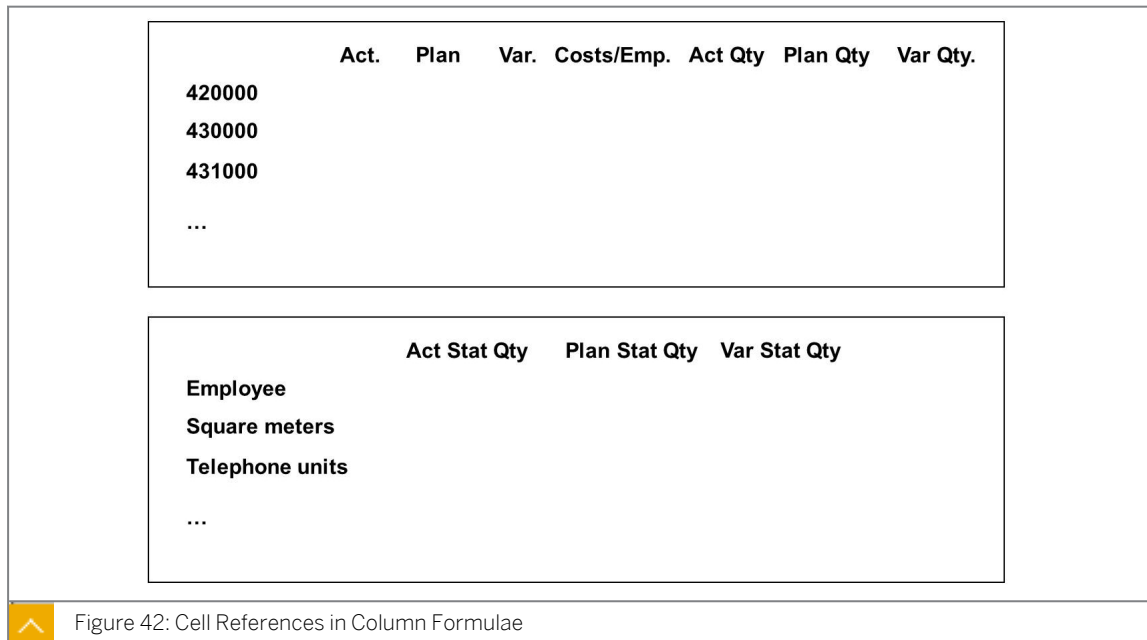 Act. Plan Var. Costs/Emp. Act Qty Plan Qty Var Qty.
420000
430000
431000
…
Act Stat Qty Plan Stat Qty Var Stat Qty
Employee
Square meters
Telephone units
…
Figure 42: Cell References in Column Formulae